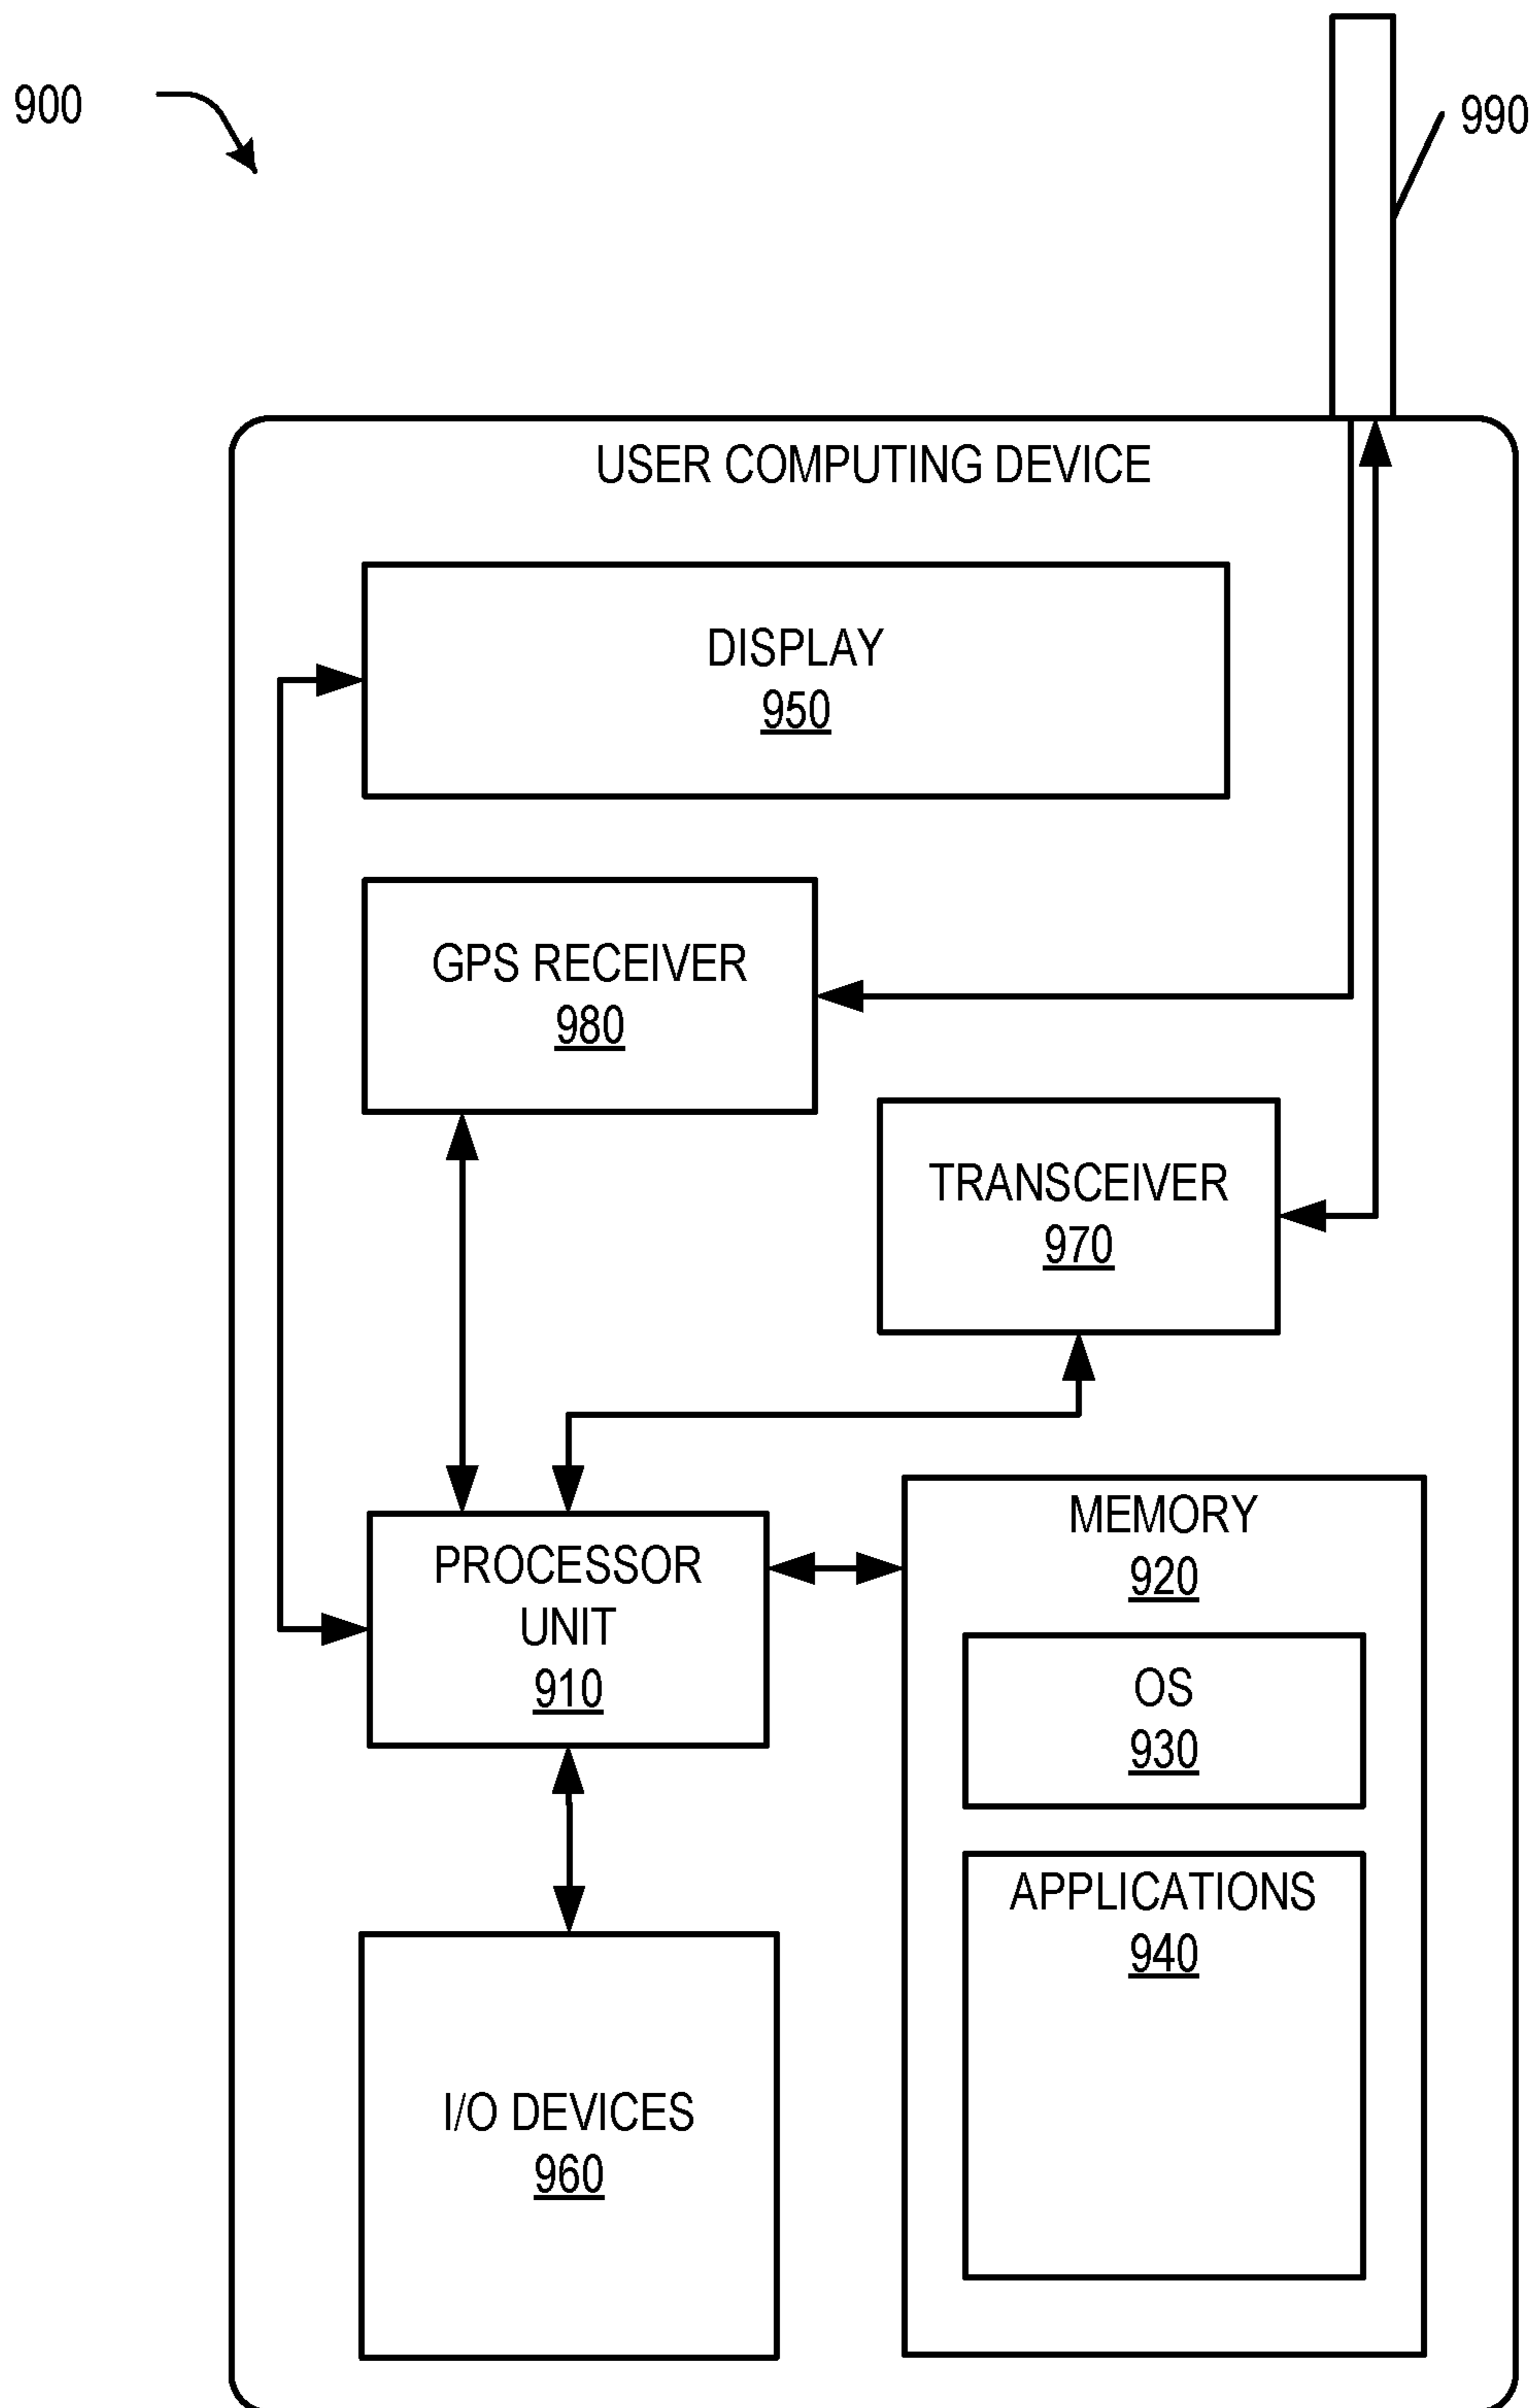 900
990
USER COMPUTING DEVICE
DISPLAY
950
GPS RECEIVER
980
TRANSCEIVER
970
PROCESSOR
UNIT
910
MEMORY
920
OS
930
APPLICATIONS
940
I/O DEVICES
960